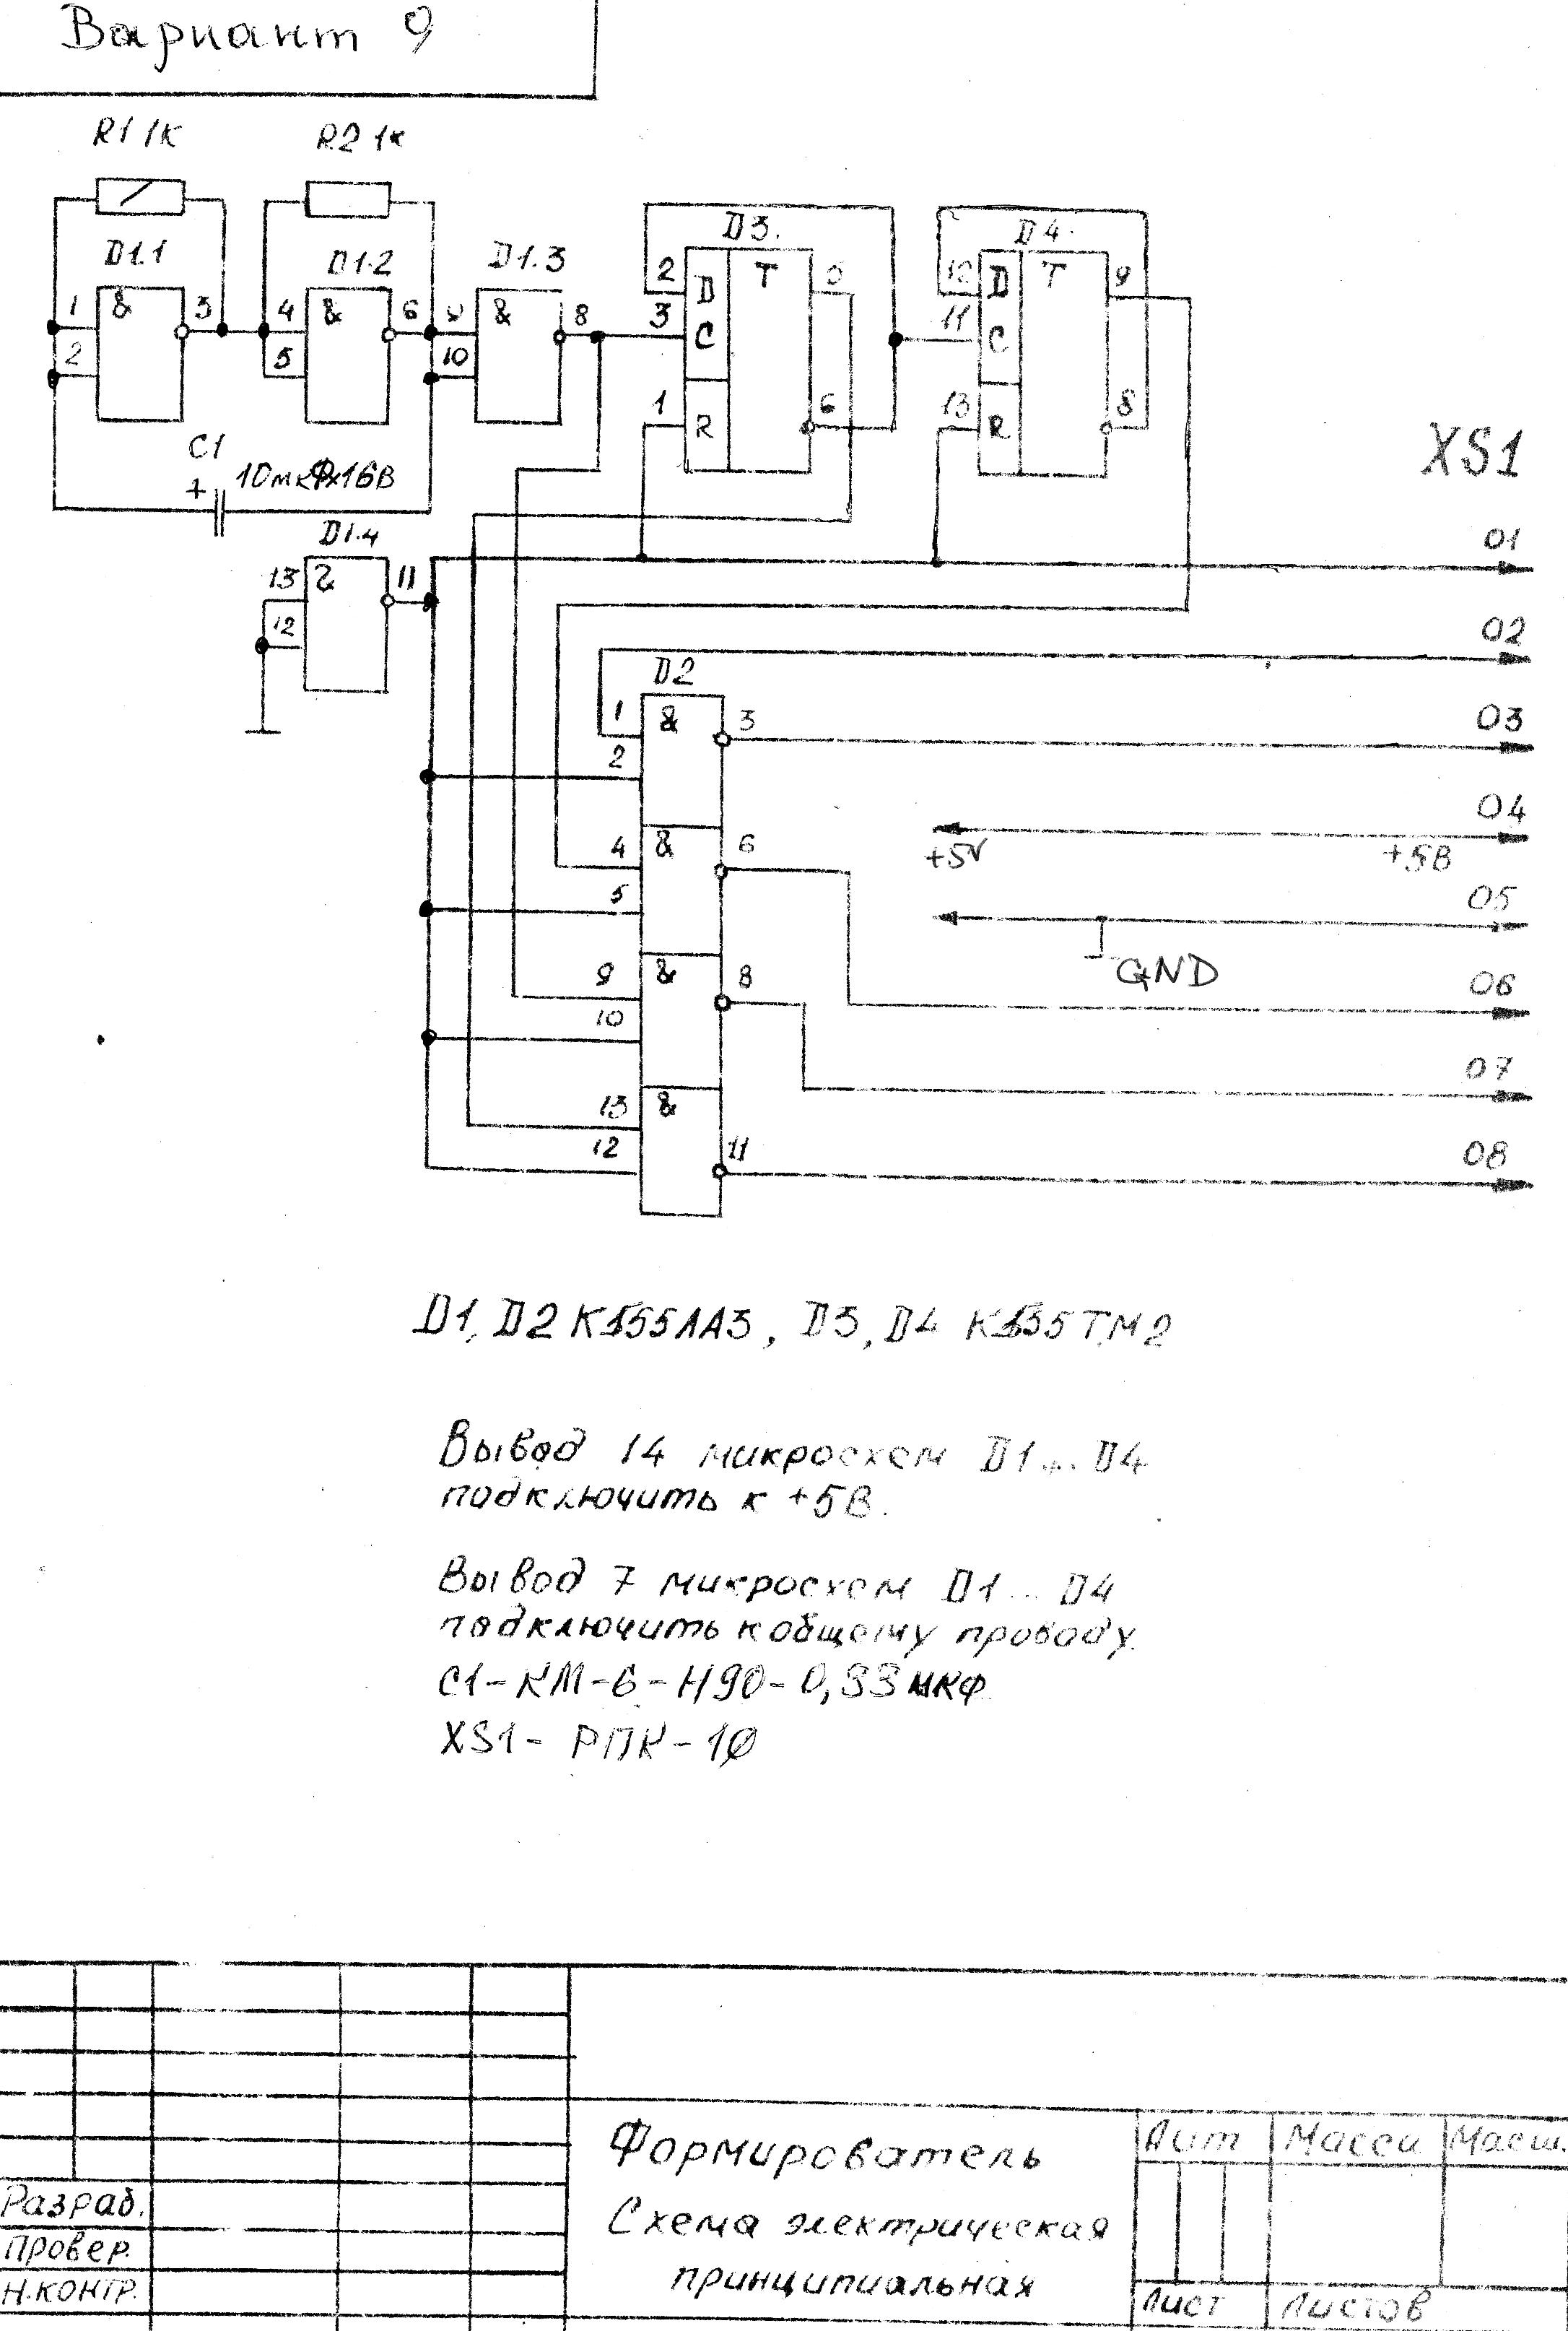 Вариант 9
R1 1К R2 1к
D1.1 D1.2 D1.3 D3. D4.
1 & 3 4 & 6 & 8 2 D T D T 9
2 5 10 3 C 11 C
1 R 6 13 R 8
C1
+ 10мкФх16В
XS1
D1.4
13 11
12
01
02
D2
1 & 3
2
03
04
+5V +5В
4 & 6
5
05
GND
9 & 8
10
06
07
13 &
12 11
08
D1, D2 К155ЛА3, D3, D4 К155ТМ2
Вывод 14 микросхем D1... D4
подключить к +5В.
Вывод 7 микросхем D1... D4
подключить к общему проводу.
C1-КМ-6-Н90-0,33мкф
XS1- РПК-10
Формирователь
Схема электрическая
принципиальная
Лит Масса Масш.
Разраб.
Провер.
Н.контр.
Лист Листов